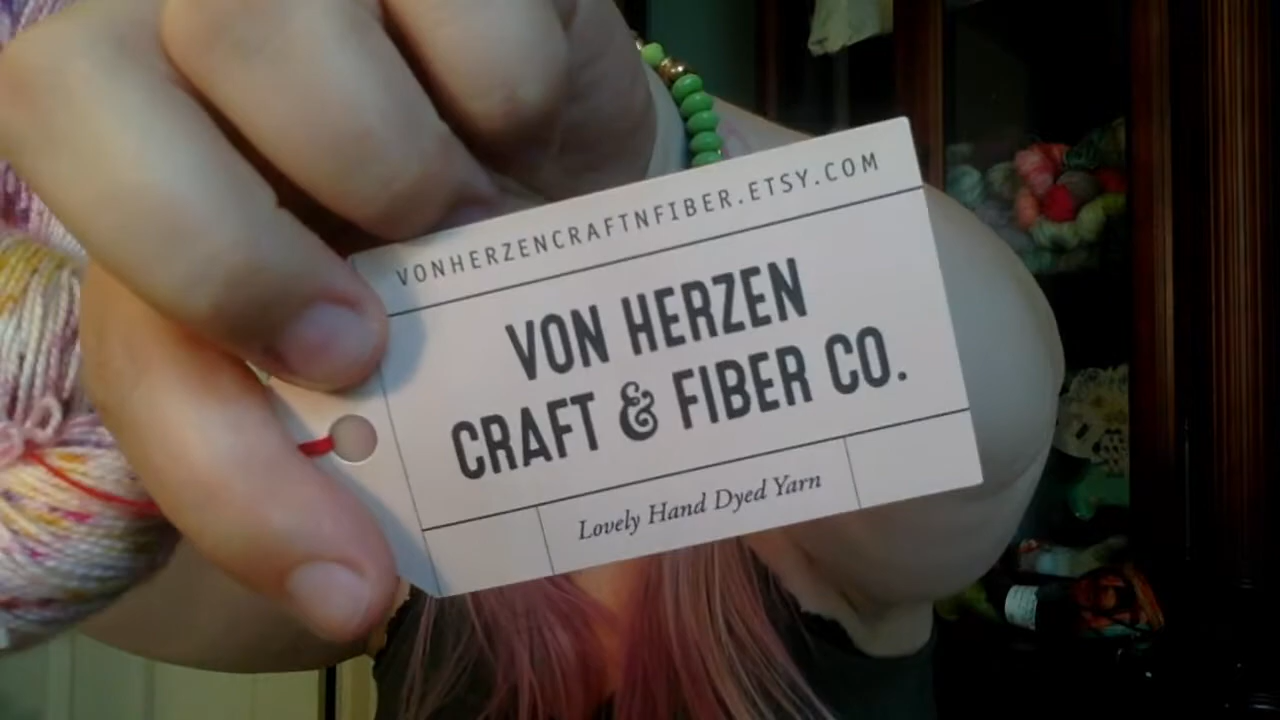 VONHERZENCRAFTNFIBER.ETSY.COM
VON HERZEN
CRAFT & FIBER CO.
Lovely Hand Dyed Yarn